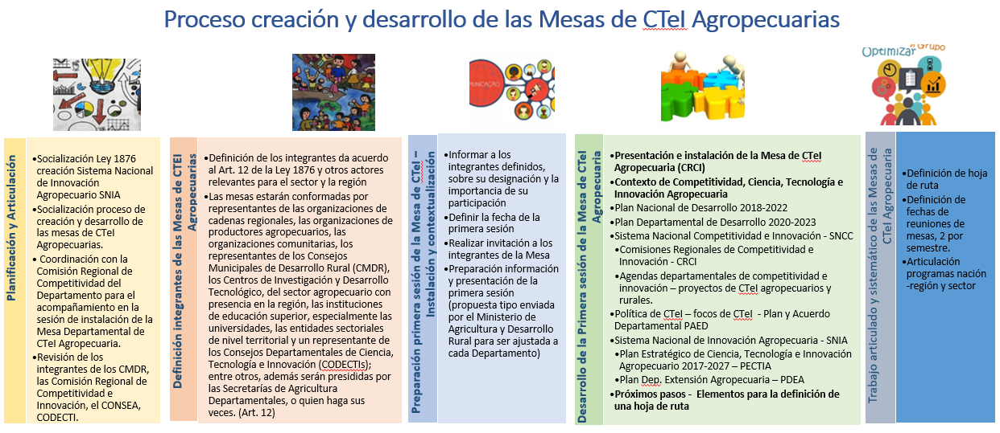 Proceso creación y desarrollo de las Mesas de CTeI Agropecuarias
MUNICAÇÃO
Optimizar
n Grupo
Planificación y Articulación
•Socialización Ley 1876
creación Sistema Nacional
de Innovación
Agropecuario SNIA
•Socialización proceso de
creación y desarrollo de
las mesas de CTeI
Agropecuarias.
• Coordinación con la
Comisión Regional de
Competitividad del
Departamento para el
acompañamiento en la
sesión de instalación de la
Mesa Departamental de
CTeI Agropecuaria.
•Revisión de los
integrantes de los CMDR,
las Comisión Regional de
Competitividad e
Innovación, el CONSEA,
CODECTI.
Definición integrantes de las Mesas de CTEI
Agropecuarias
•Definición de los integrantes da acuerdo
al Art. 12 de la Ley 1876 y otros actores
relevantes para el sector y la región
•Las mesas estarán conformadas por
representantes de las organizaciones de
cadenas regionales, las organizaciones de
productores agropecuarios, las
organizaciones comunitarias, los
representantes de los Consejos
Municipales de Desarrollo Rural (CMDR),
los Centros de Investigación y Desarrollo
Tecnológico, del sector agropecuario con
presencia en la región, las instituciones
de educación superior, especialmente las
universidades, las entidades sectoriales
de nivel territorial y un representante de
los Consejos Departamentales de Ciencia,
Tecnología e Innovación (CODECTIs);
entre otros, además serán presididas por
las Secretarías de Agricultura
Departamentales, o quien haga sus
veces. (Art. 12)
Preparación primera sesión de la Mesa de CTeI –
Instalación y contextualización
•Informar a los
integrantes definidos,
sobre su designación y la
importancia de su
participación
•Definir la fecha de la
primera sesión
•Realizar invitación a los
integrantes de la Mesa
•Preparación información
y presentación de la
primera sesión
(propuesta tipo enviada
por el Ministerio de
Agricultura y Desarrollo
Rural para ser ajustada a
cada Departamento)
Desarrollo de la Primera sesión de la Mesa de CTeI
Agropecuaria
•Presentación e instalación de la Mesa de CTeI
Agropecuaria (CRCI)
•Contexto de Competitividad, Ciencia, Tecnología e
Innovación Agropecuaria
•Plan Nacional de Desarrollo 2018-2022
•Plan Departamental de Desarrollo 2020-2023
•Sistema Nacional Competitividad e Innovación - SNCC
•Comisiones Regionales de Competitividad e
Innovación - CRCI
•Agendas departamentales de competitividad e
innovación – proyectos de CTeI agropecuarios y
rurales.
•Política de CTeI – focos de CTeI - Plan y Acuerdo
Departamental PAED
•Sistema Nacional de Innovación Agropecuaria - SNIA
•Plan Estratégico de Ciencia, Tecnología e Innovación
Agropecuario 2017-2027 – PECTIA
•Plan Dep. Extensión Agropecuaria – PDEA
•Próximos pasos - Elementos para la definición de
una hoja de ruta
Trabajo articulado y sistemático de las Mesas de
CTeI Agropecuaria
•Definición de hoja
de ruta
•Definición de
fechas de
reuniones de
mesas, 2 por
semestre.
•Articulación
programas nación
-región y sector